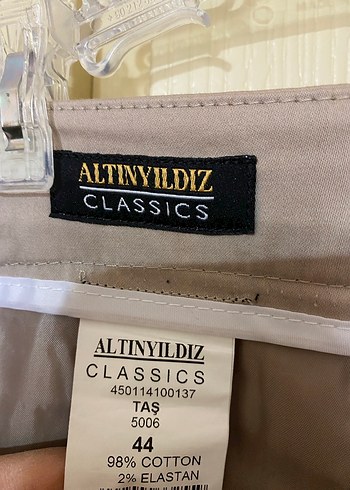 ALTINYILDIZ
CLASSICS
ALTINYILDIZ
CLASSICS
450114100137
TAŞ
5006
44
98% COTTON
2% ELASTAN